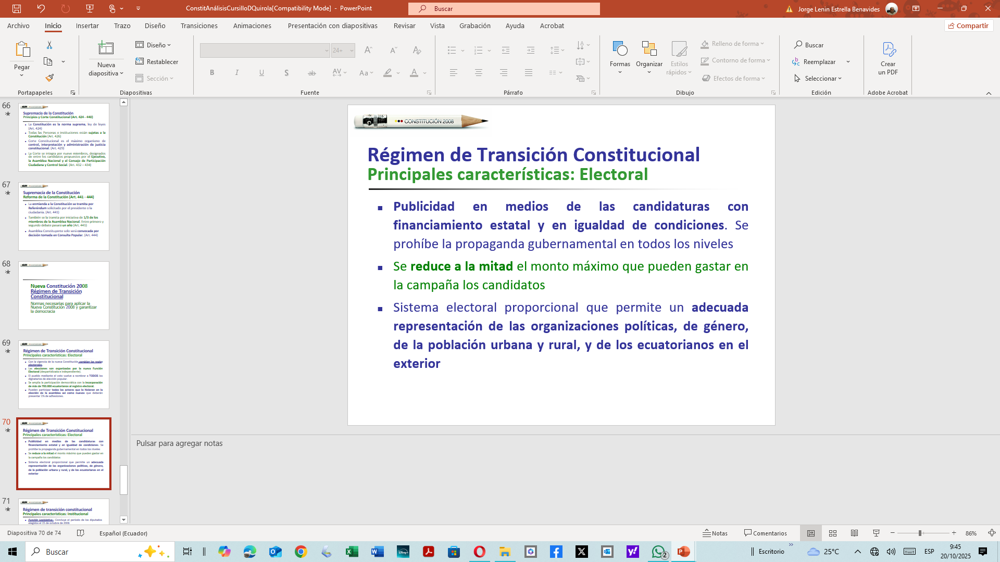 ConstitAnálisisCursilloDQuirola[Compatibility Mode]  -  PowerPoint
Buscar
Jorge Lenin Estrella Benavides
Archivo
Inicio
Insertar
Trazo
Diseño
Transiciones
Animaciones
Presentación con diapositivas
Revisar
Vista
Grabación
Ayuda
Acrobat
Compartir
Pegar
Portapapeles
Nueva
diapositiva
Diseño
Restablecer
Sección
Diapositivas
24+
Fuente
Párrafo
Formas
Organizar
Estilos
rápidos
Relleno de forma
Contorno de forma
Efectos de forma
Dibujo
Buscar
Reemplazar
Seleccionar
Edición
Crear
un PDF
Adobe Acrobat
66
Supremacía de la Constitución
Principios y Corte Constitucional (Art. 424 - 440)
La Constitución es la norma suprema, ley de leyes
(Art. 424)
Todas las Personas e instituciones están sujetas a la
Constitución (Art. 426)
Corte Constitucional es el máximo organismo de
control, interpretación y administración de justicia
constitucional. (Art. 429)
La Corte se integra por nueve miembros, designados
de entre los candidatos propuestos por el Ejecutivo,
la Asamblea Nacional y el Consejo de Participación
Ciudadana y Control Social. (Art. 432 – 434)
67
Supremacía de la Constitución
Reforma de la Constitución (Art. 441 - 444)
La enmienda a la Constitución se tramita por
Referéndum solicitado por el presidente o la
ciudadanía. (Art. 441)
También se la tramita por iniciativa de 1/3 de los
miembros de la Asamblea Nacional. Entre primero y
segundo debate pasará un año (Art. 441)
Asamblea Constituyente solo será convocada por
decisión tomada en Consulta Popular. (Art. 444)
68
Nueva Constitución 2008
Régimen de Transición
Constitucional
Normas necesarias para aplicar la
Nueva Constitución 2008 y garantizar
la democracia
69
Régimen de Transición Constitucional
Principales características: Electoral
Con la vigencia de la nueva Constitución cambian las reglas
electorales.
Las elecciones son organizadas por la nueva Función
Electoral (despartidizada e independiente).
El pueblo mediante el voto vuelve a nombrar a TODOS los
dignatarios de elección popular.
Se amplía la participación democrática con la incorporación
de más de 700.000 ecuatorianos al registro electoral.
Pueden participar todos los actores que lo hicieron en la
elección de la asamblea así como nuevos que deberán
presentar 1% de adhesiones.
70
Régimen de Transición Constitucional
Principales características: Electoral
Publicidad en medios de las candidaturas con
financiamiento estatal y en igualdad de condiciones. Se
prohíbe la propaganda gubernamental en todos los niveles
Se reduce a la mitad el monto máximo que pueden gastar en
la campaña los candidatos
Sistema electoral proporcional que permite un adecuada
representación de las organizaciones políticas, de género,
de la población urbana y rural, y de los ecuatorianos en el
exterior
71
Régimen de transición constitucional
Principales características: Institucional
Función Legislativa.- Concluye el período de los diputados
elegidos el 15 de octubre de 2006
CONSTITUCIÓN 2008
Régimen de Transición Constitucional
Principales características: Electoral
Publicidad en medios de las candidaturas con
financiamiento estatal y en igualdad de condiciones. Se
prohíbe la propaganda gubernamental en todos los niveles
Se reduce a la mitad el monto máximo que pueden gastar en
la campaña los candidatos
Sistema electoral proporcional que permite un adecuada
representación de las organizaciones políticas, de género,
de la población urbana y rural, y de los ecuatorianos en el
exterior
Pulsar para agregar notas
Diapositiva 70 de 74
Español (Ecuador)
Notas
Comentarios
86%
Buscar
2
Escritorio
25°C
ESP
9:45
20/10/2025